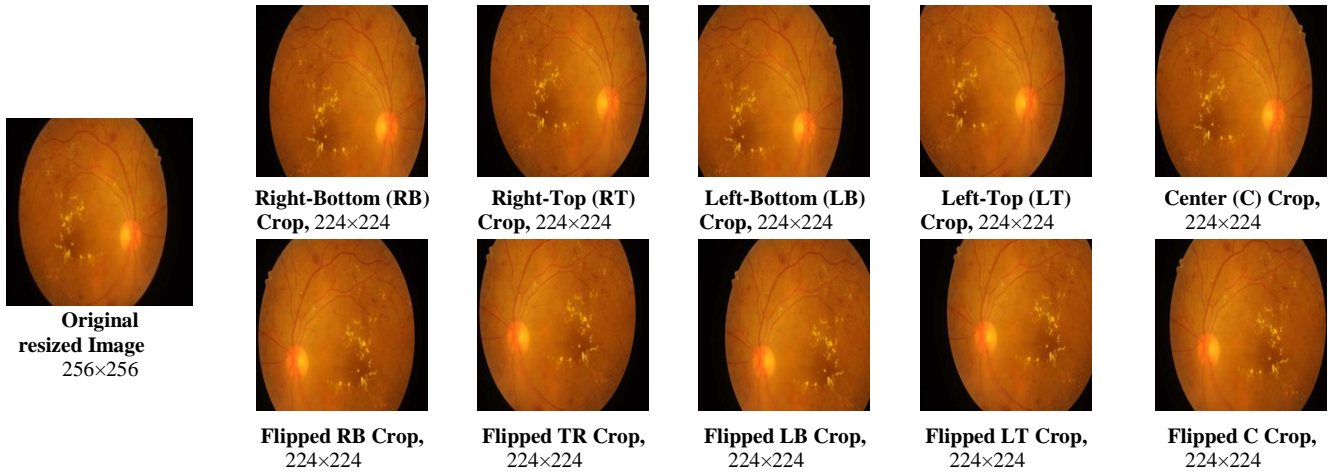 Right-Bottom (RB)
Crop, 224×224
Right-Top (RT)
Crop, 224×224
Left-Bottom (LB)
Crop, 224×224
Left-Top (LT)
Crop, 224×224
Center (C) Crop,
224×224
Original
resized Image
256×256
Flipped RB Crop,
224×224
Flipped TR Crop,
224×224
Flipped LB Crop,
224×224
Flipped LT Crop,
224×224
Flipped C Crop,
224×224